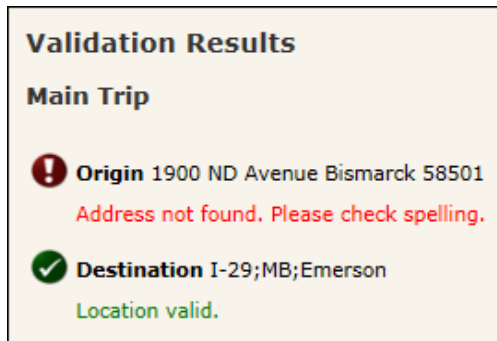 Validation Results
Main Trip
Origin 1900 ND Avenue Bismarck 58501
Address not found. Please check spelling.
Destination I-29;MB;Emerson
Location valid.